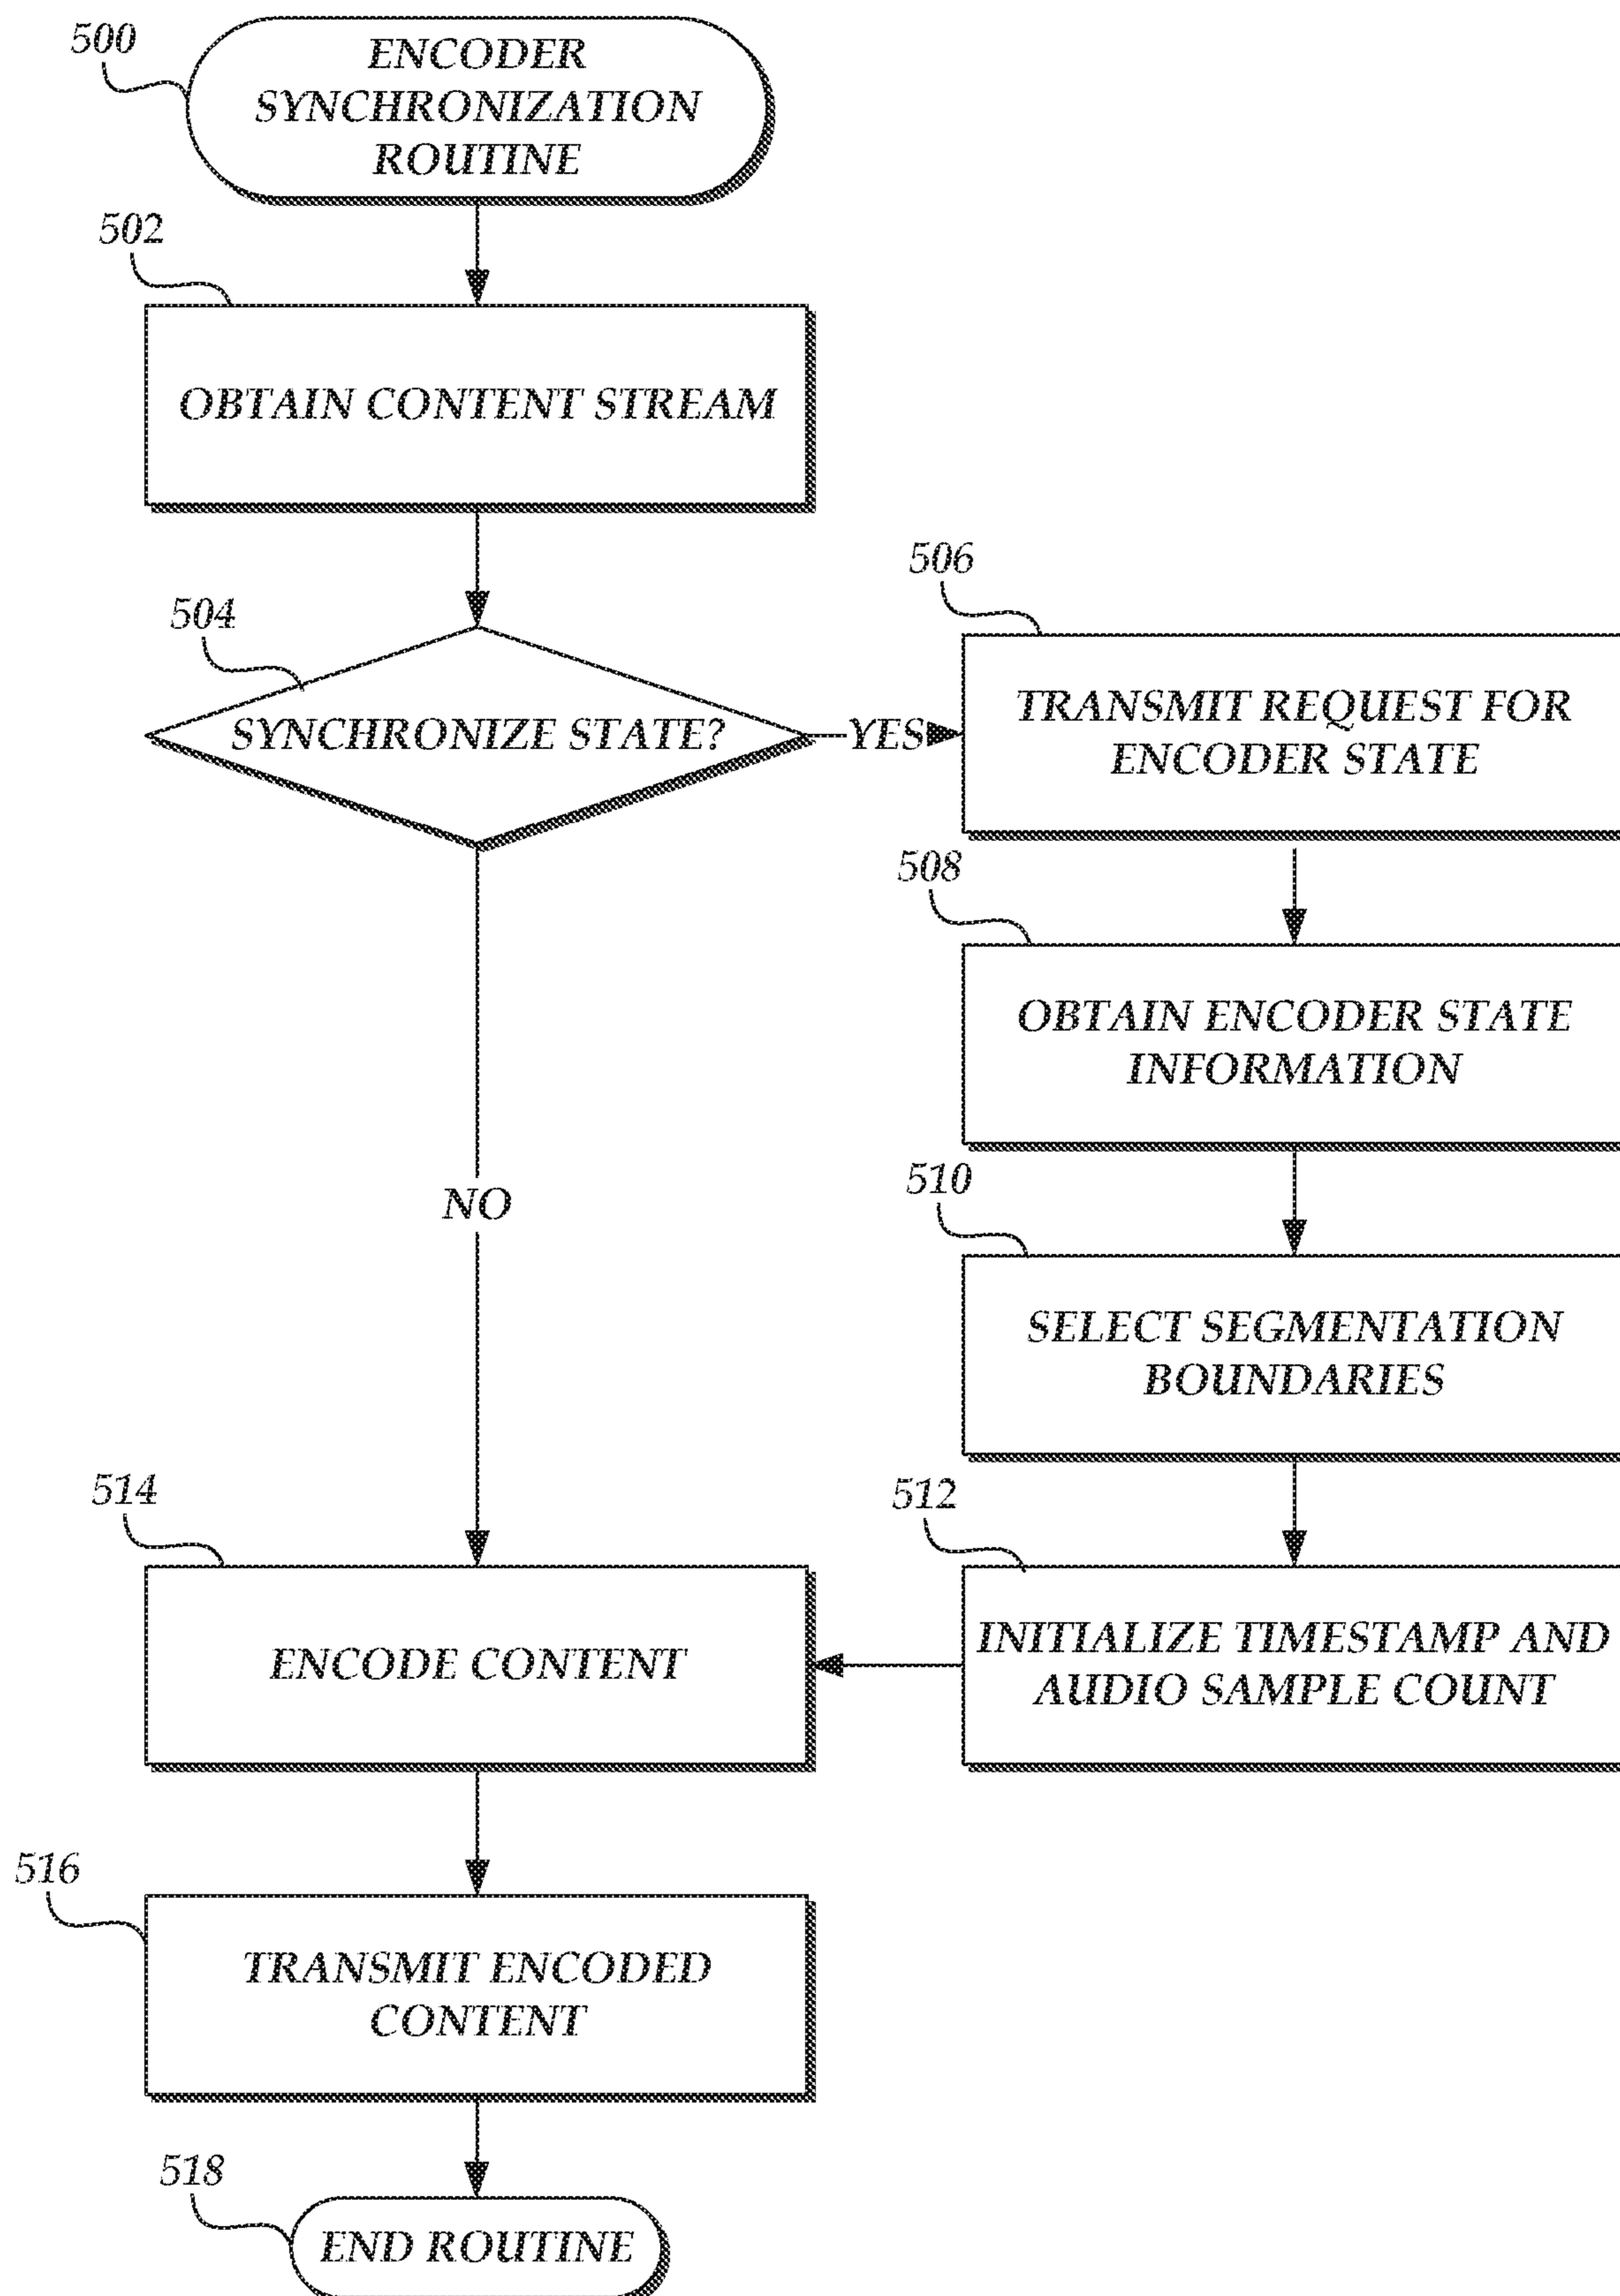 500
ENCODER
SYNCHRONIZATION
ROUTINE
502
OBTAIN CONTENT STREAM
504
SYNCHRONIZE STATE?
YES
506
TRANSMIT REQUEST FOR
ENCODER STATE
508
OBTAIN ENCODER STATE
INFORMATION
510
SELECT SEGMENTATION
BOUNDARIES
512
INITIALIZE TIMESTAMP AND
AUDIO SAMPLE COUNT
NO
514
ENCODE CONTENT
516
TRANSMIT ENCODED
CONTENT
518
END ROUTINE